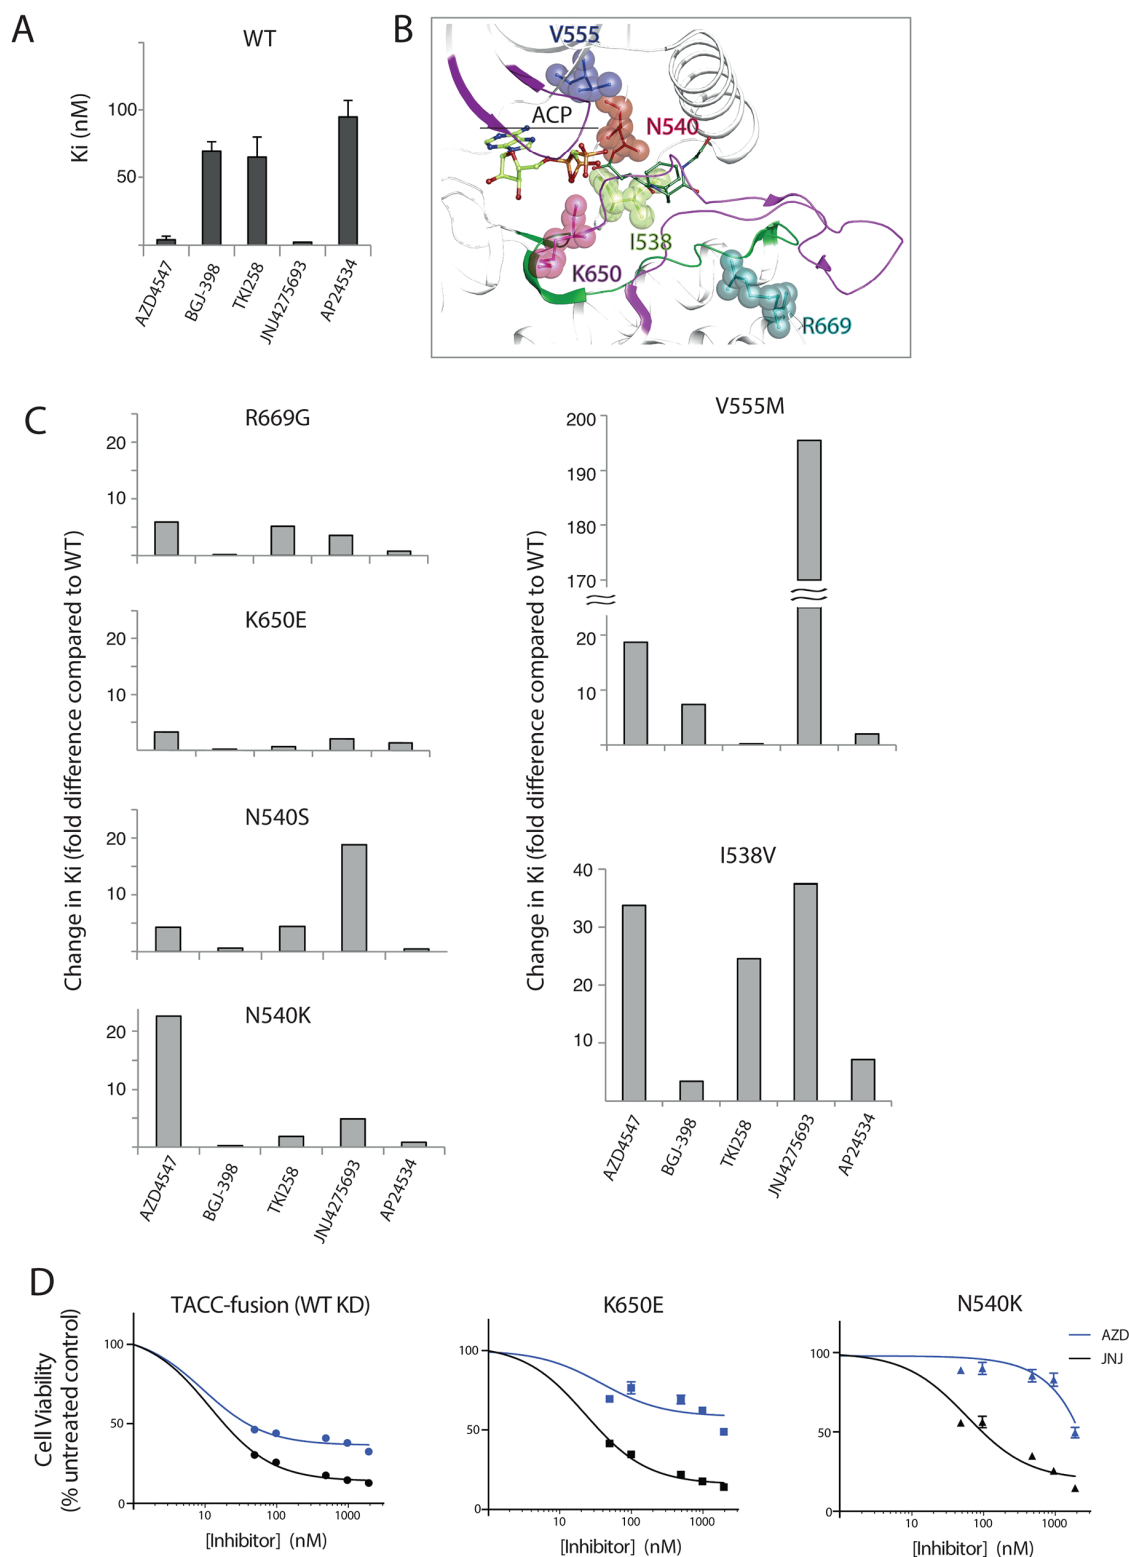 A
WT
Ki (nM)
100
50
AZD4547
BGJ-398
TKI258
JNJ4275693
AP24534
B
V555
ACP
N540
I538
K650
R669
C
Change in Ki (fold difference compared to WT)
R669G
20
10
K650E
20
10
N540S
20
10
N540K
20
10
AZD4547
BGJ-398
TKI258
JNJ4275693
AP24534
Change in Ki (fold difference compared to WT)
V555M
200
190
180
170
20
10
I538V
40
30
20
10
AZD4547
BGJ-398
TKI258
JNJ4275693
AP24534
D
Cell Viability
(% untreated control)
TACC-fusion (WT KD)
100
50
0
10
100
1000
[Inhibitor] (nM)
K650E
100
50
0
10
100
1000
[Inhibitor] (nM)
N540K
AZD
JNJ
100
50
0
10
100
1000
[Inhibitor] (nM)